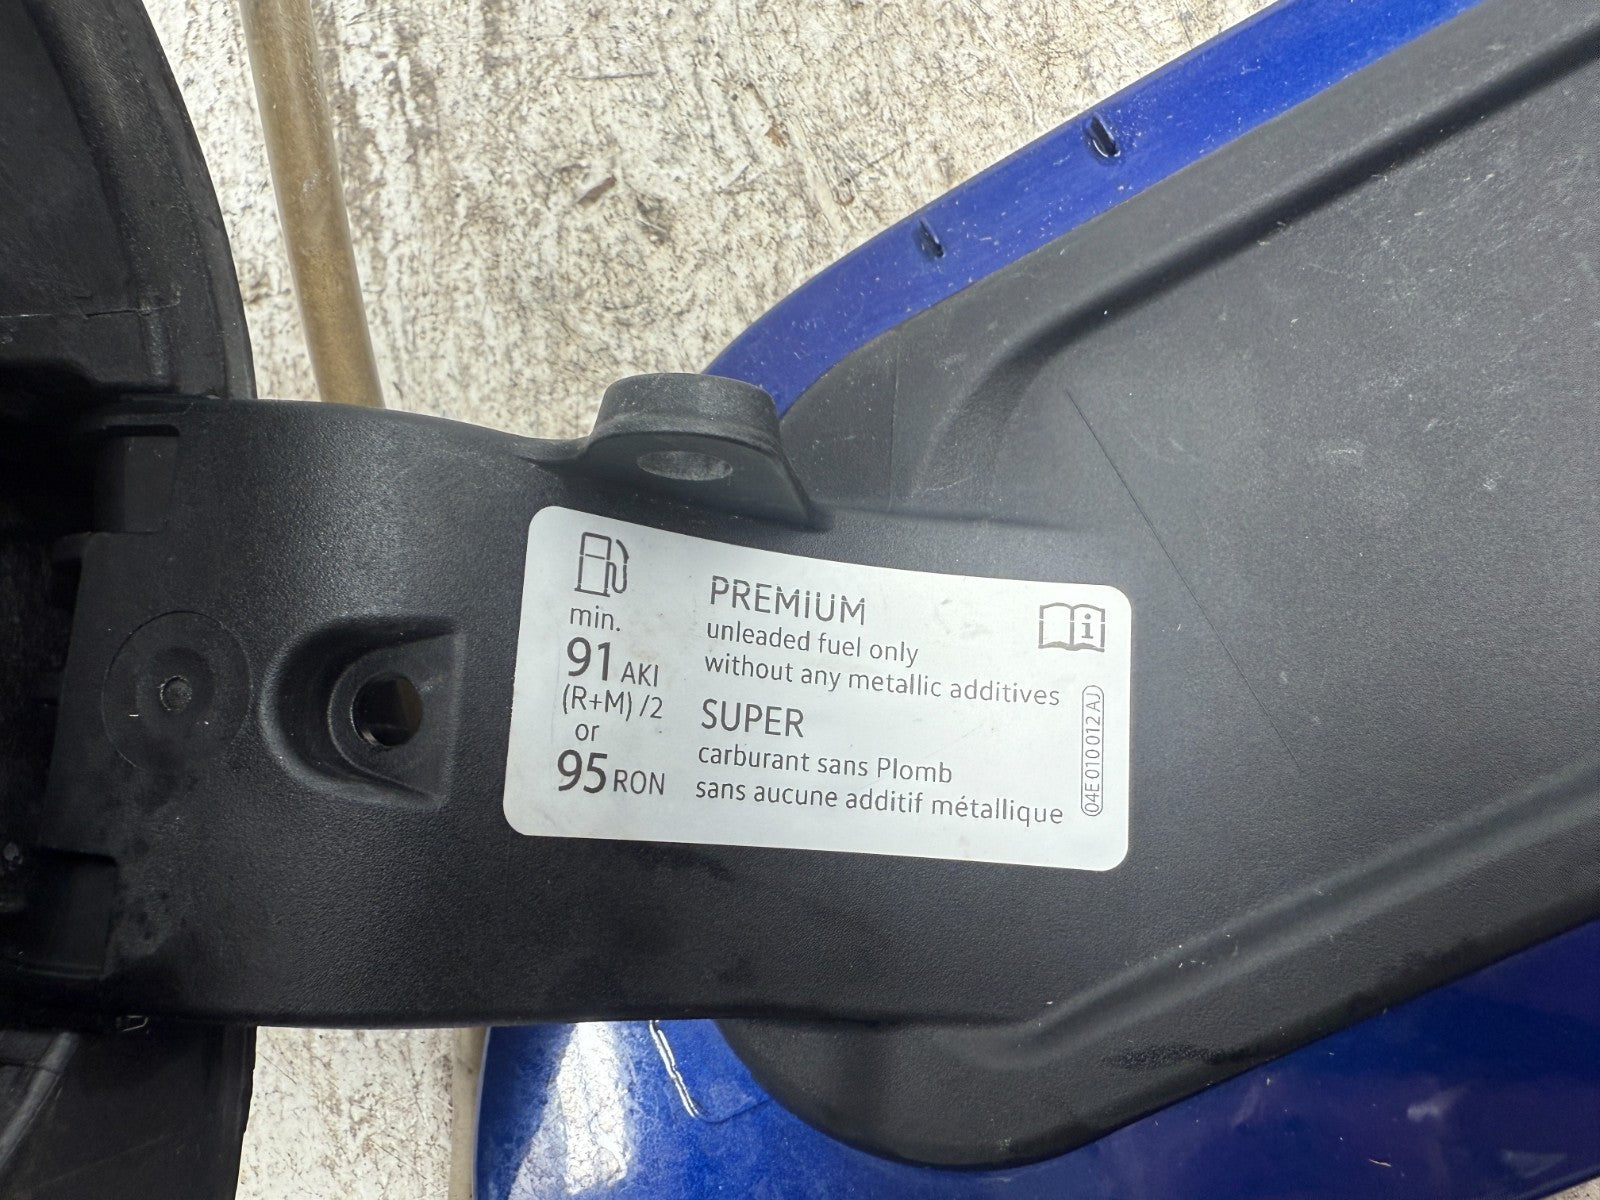 min.
91 AKI
(R+M) /2
or
95 RON
PREMIUM
unleaded fuel only
without any metallic additives
SUPER
carburant sans Plomb
sans aucune additif métallique
i
04E 010 012 AJ